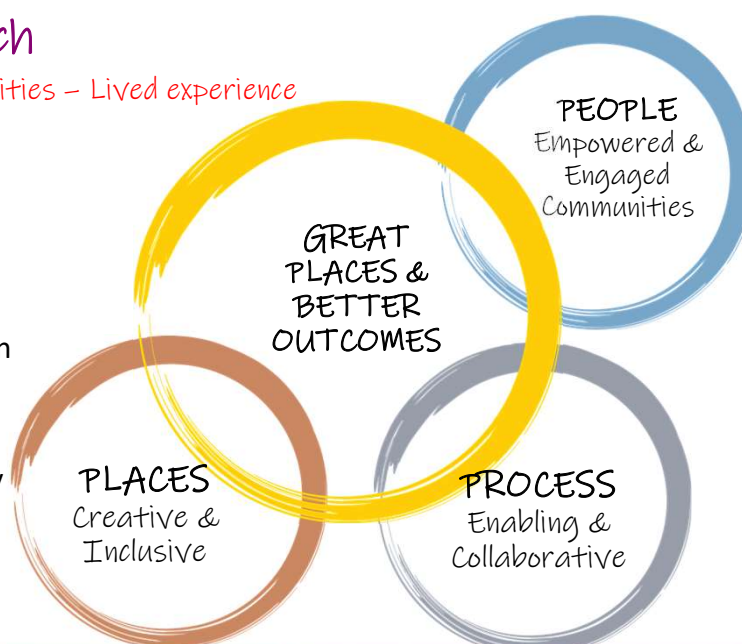 ch
ities – Lived experience
PEOPLE
Empowered &
Engaged
Communities
GREAT
PLACES &
BETTER
OUTCOMES
n
y
PLACES
Creative &
Inclusive
PROCESS
Enabling &
Collaborative